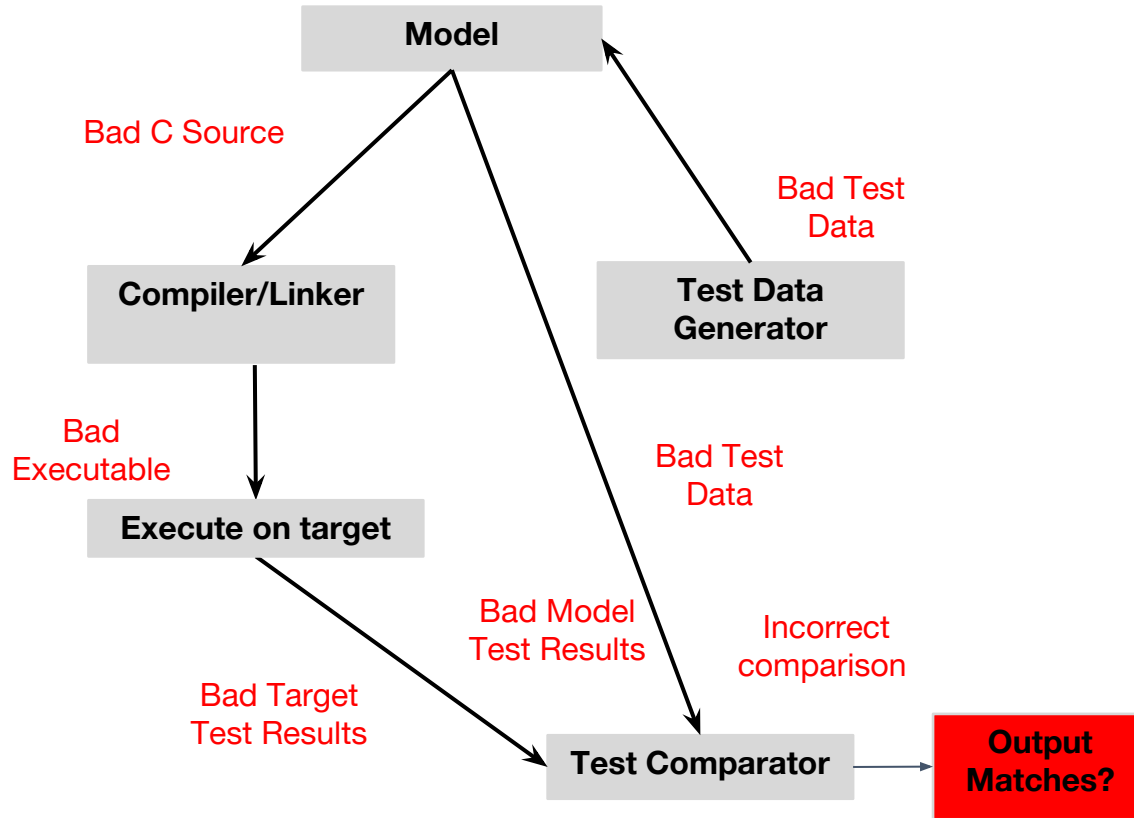 Model
Bad C Source
Bad Test
Data
Compiler/Linker
Test Data
Generator
Bad
Executable
Bad Test
Data
Execute on target
Bad Model
Test Results
Incorrect
comparison
Bad Target
Test Results
Test Comparator
Output
Matches?